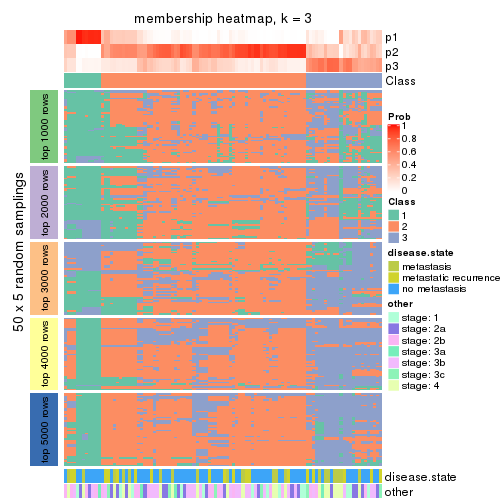 membership heatmap, k = 3
p1
p2
p3
Class
50 x 5 random samplings
top 1000 rows
top 2000 rows
top 3000 rows
top 4000 rows
top 5000 rows
disease.state
other
Prob
1
0.8
0.6
0.4
0.2
0
Class
1
2
3
disease.state
metastasis
metastatic recurrence
no metastasis
other
stage: 1
stage: 2a
stage: 2b
stage: 3a
stage: 3b
stage: 3c
stage: 4